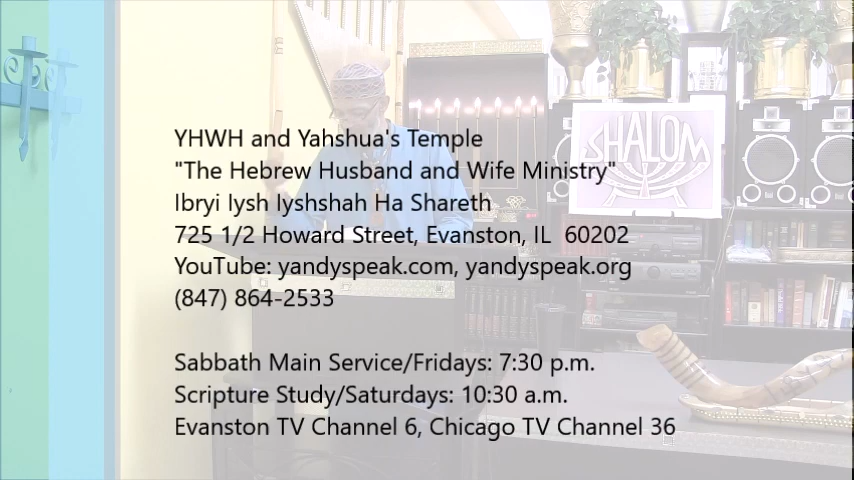 SHALOM
YHWH and Yahshua's Temple
"The Hebrew Husband and Wife Ministry"
Ibryi Iysh Iyshshah Ha Shareth
725 1/2 Howard Street, Evanston, IL  60202
YouTube: yandyspeak.com, yandyspeak.org
(847) 864-2533
Sabbath Main Service/Fridays: 7:30 p.m.
Scripture Study/Saturdays: 10:30 a.m.
Evanston TV Channel 6, Chicago TV Channel 36